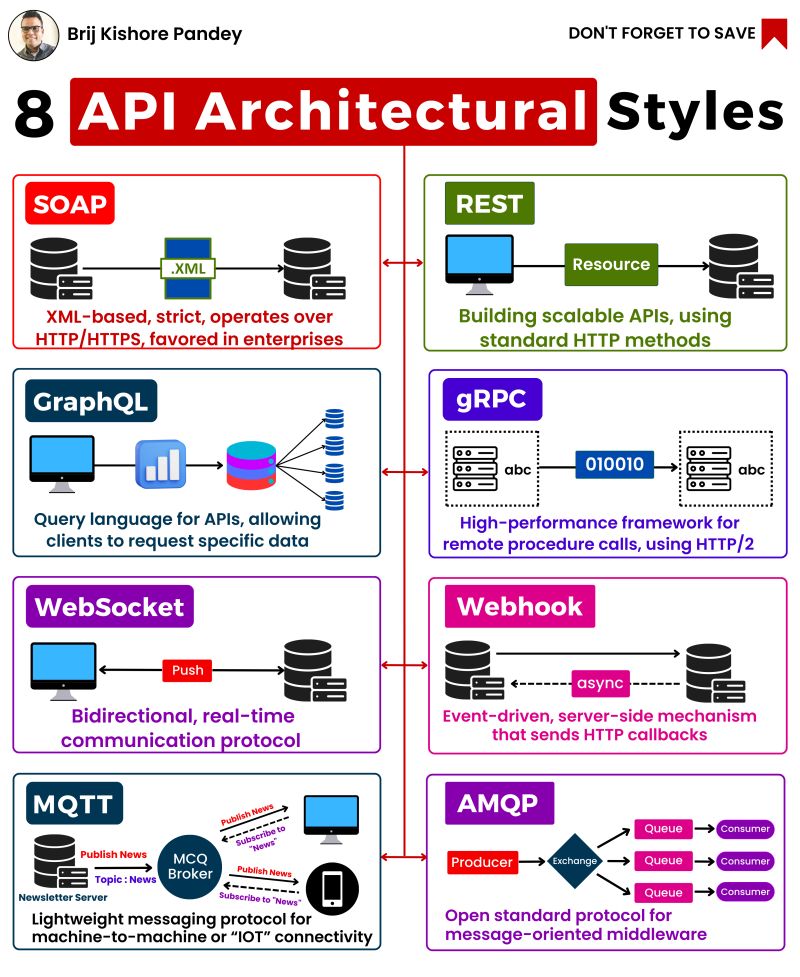 Brij Kishore Pandey
DON'T FORGET TO SAVE
8 API Architectural Styles
SOAP
.XML
XML-based, strict, operates over
HTTP/HTTPS, favored in enterprises
REST
Resource
Building scalable APIs, using
standard HTTP methods
GraphQL
Query language for APIs, allowing
clients to request specific data
gRPC
abc
010010
abc
High-performance framework for
remote procedure calls, using HTTP/2
WebSocket
Push
Bidirectional, real-time
communication protocol
Webhook
async
Event-driven, server-side mechanism
that sends HTTP callbacks
MQTT
Publish News
Subscribe to
"News"
Publish News
Topic : News
MCQ
Broker
Publish News
Subscribe to "News"
Newsletter Server
Lightweight messaging protocol for
machine-to-machine or “IOT” connectivity
AMQP
Producer
Exchange
Queue
Consumer
Queue
Consumer
Queue
Consumer
Open standard protocol for
message-oriented middleware